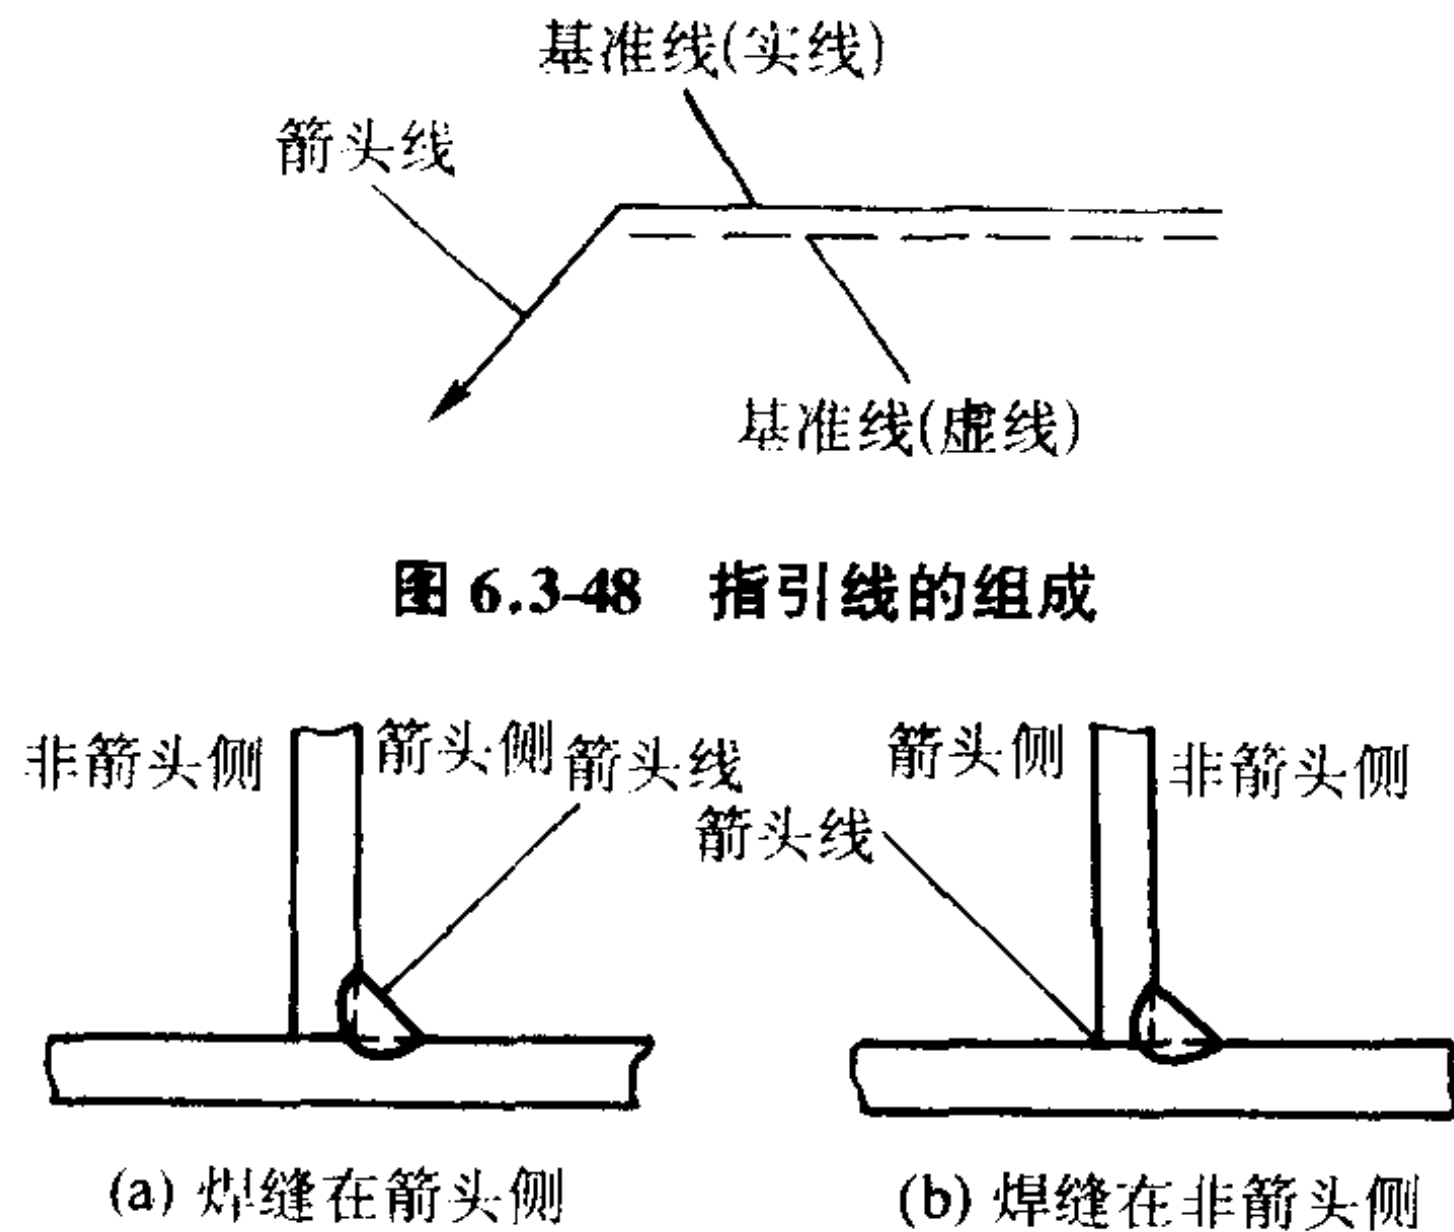 基准线(实线)
箭头线
基准线(虚线)
图 6.3-48 指引线的组成
非箭头侧 箭头侧 箭头线
箭头侧 非箭头侧
箭头线
(a) 焊缝在箭头侧
(b) 焊缝在非箭头侧